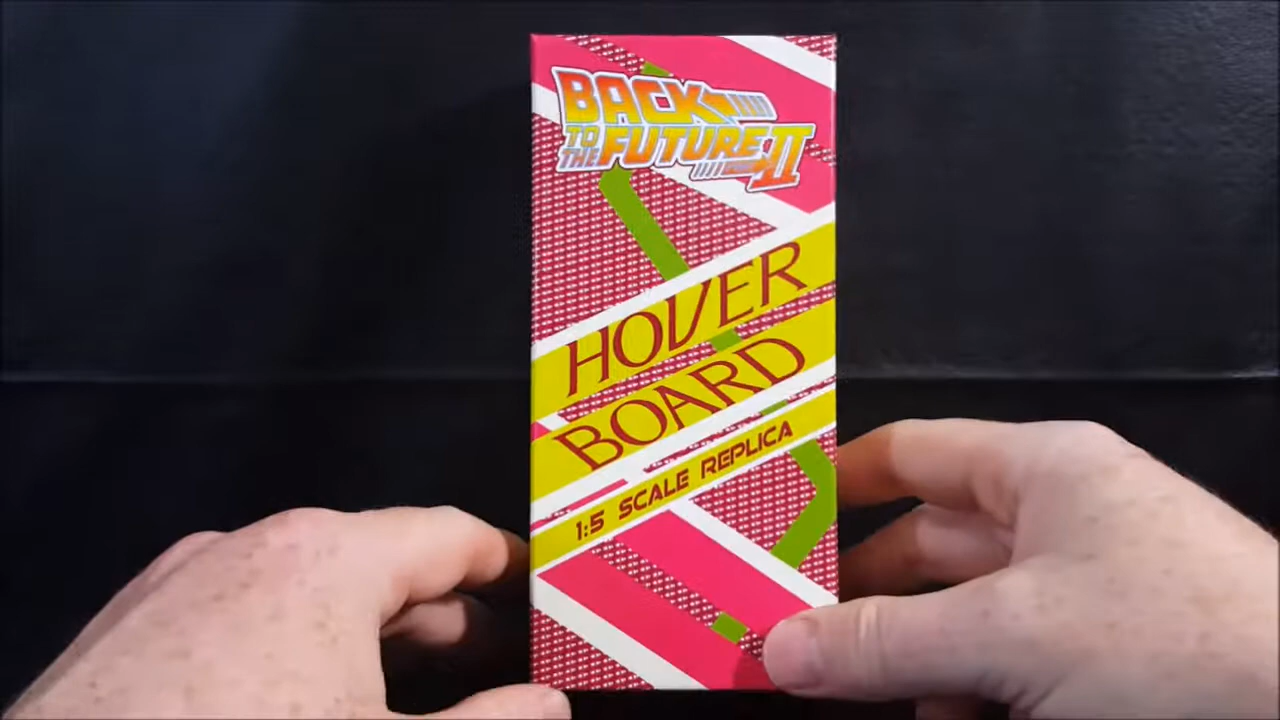 BACK
TO
THE FUTURE II
HOVER
BOARD
1:5 SCALE REPLICA